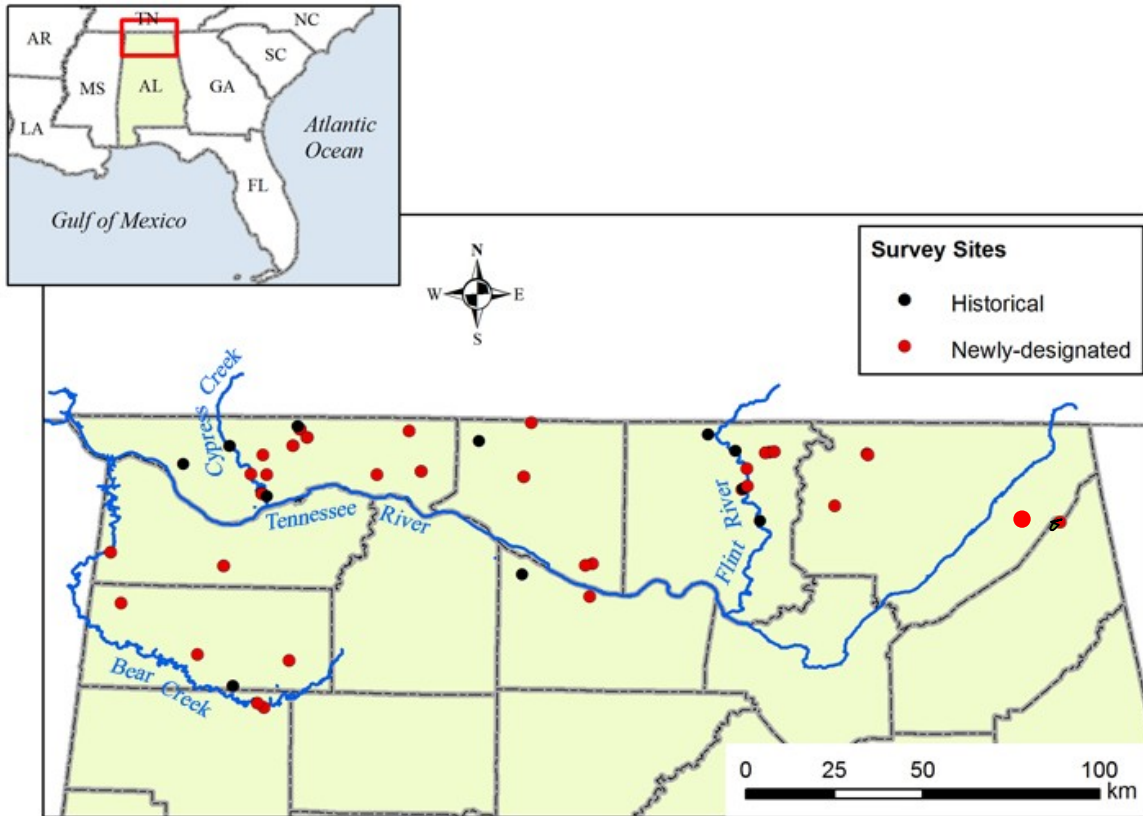 TN
NC
AR
SC
MS
AL
GA
LA
Atlantic
Ocean
FL
Gulf of Mexico
N
W
E
S
Survey Sites
Historical
Newly-designated
Cypress Creek
Tennessee River
Flint River
Bear Creek
0 25 50 100
km